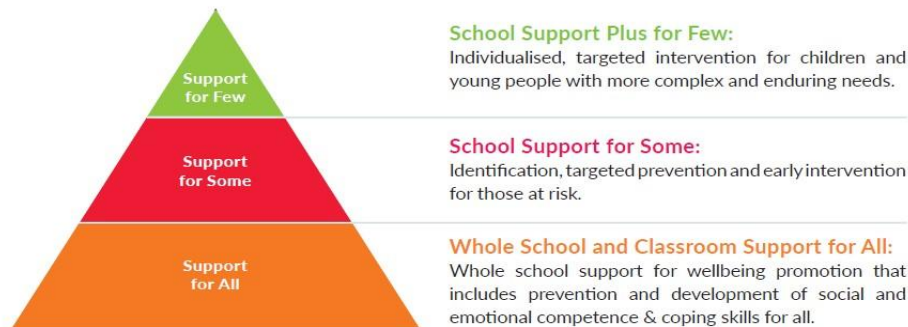 Support
for Few
School Support Plus for Few:
Individualised, targeted intervention for children and
young people with more complex and enduring needs.
Support
for Some
School Support for Some:
Identification, targeted prevention and early intervention
for those at risk.
Support
for All
Whole School and Classroom Support for All:
Whole school support for wellbeing promotion that
includes prevention and development of social and
emotional competence & coping skills for all.